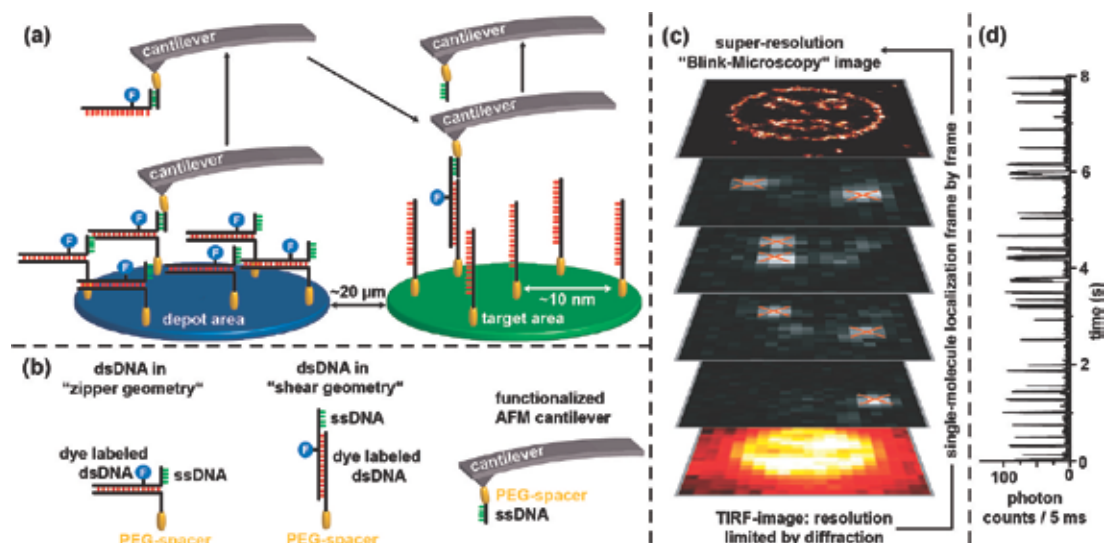 (a)
cantilever
cantilever
cantilever
cantilever
F
F
F
F
F
F
F
depot area
~20 µm
~10 nm
target area
(b)
dsDNA in
"zipper geometry"
dsDNA in
"shear geometry"
functionalized
AFM cantilever
dye labeled
dsDNA
F
ssDNA
PEG-spacer
F
ssDNA
dye labeled
dsDNA
PEG-spacer
cantilever
PEG-spacer
ssDNA
(c)
super-resolution
"Blink-Microscopy" image
single-molecule localization frame by frame
TIRF-image: resolution
limited by diffraction
(d)
8
6
4
2
0
time (s)
100
0
photon
counts / 5 ms